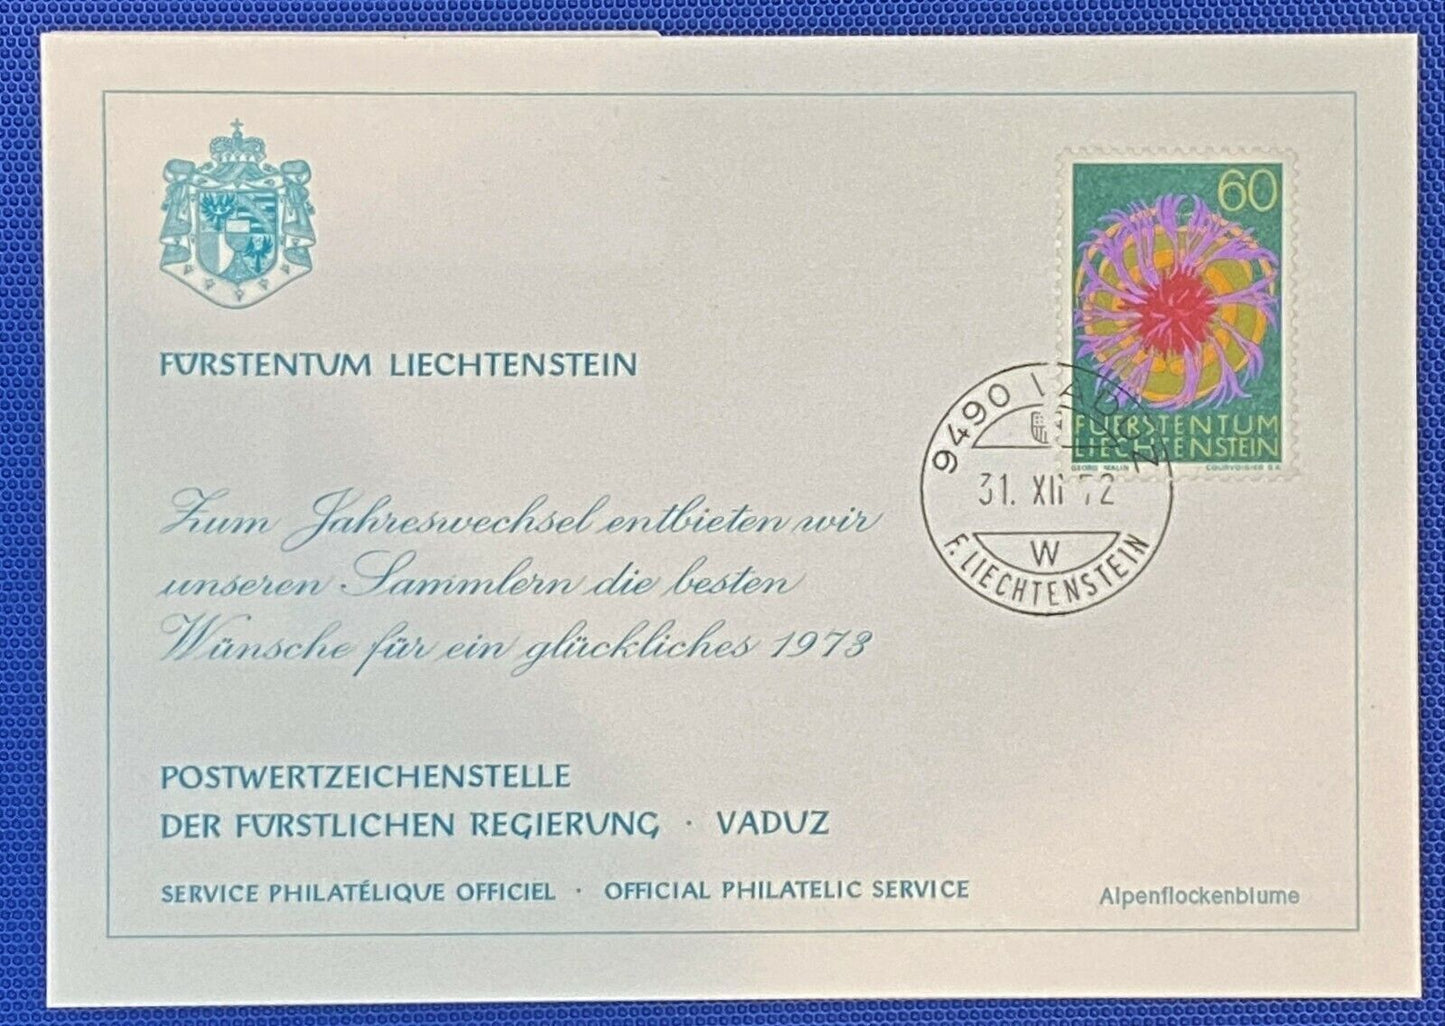 60
FUERSTENTUM
LIECHTENSTEIN
GEORG MALIN COURVOISIER S.A.
FÜRSTENTUM LIECHTENSTEIN
9490
31. XII 72
W
F. LIECHTENSTEIN
Zum Jahreswechsel entbieten wir
unseren Sammlern die besten
Wünsche für ein glückliches 1973
POSTWERTZEICHENSTELLE
DER FÜRSTLICHEN REGIERUNG · VADUZ
SERVICE PHILATÉLIQUE OFFICIEL · OFFICIAL PHILATELIC SERVICE
Alpenflockenblume